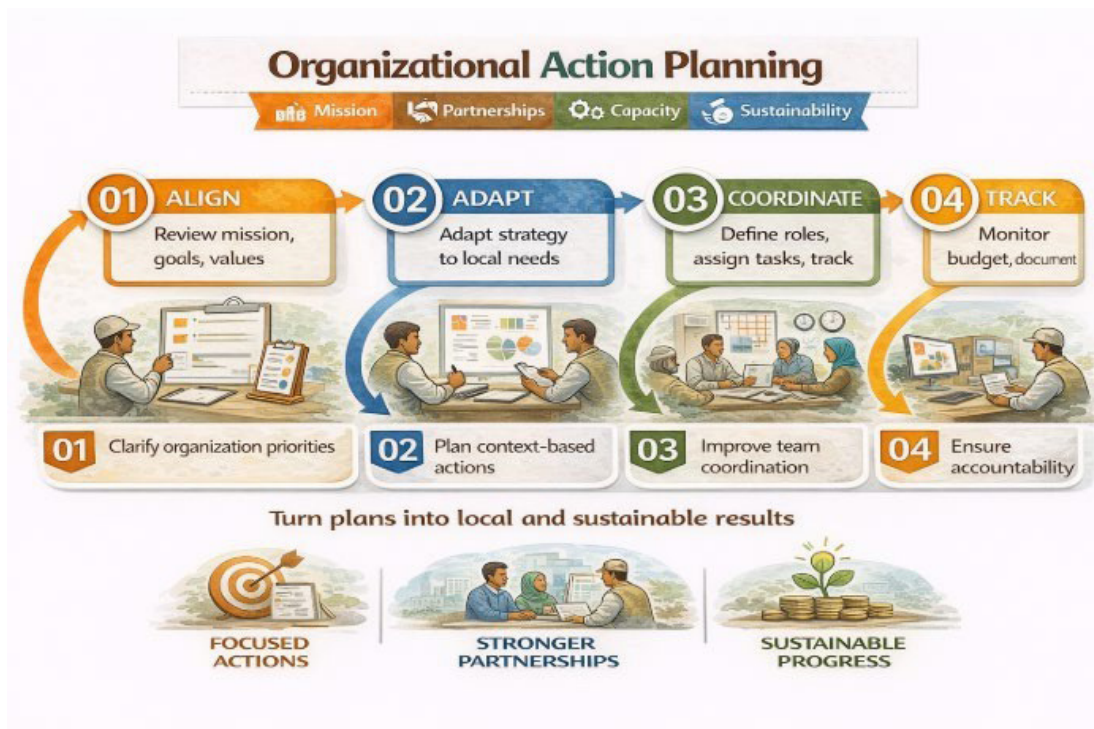 Organizational Action Planning
Mission Partnerships Capacity Sustainability
01 ALIGN
Review mission,
goals, values
02 ADAPT
Adapt strategy
to local needs
03 COORDINATE
Define roles,
assign tasks, track
04 TRACK
Monitor
budget, document
01 Clarify organization priorities
02 Plan context-based
actions
03 Improve team
coordination
04 Ensure
accountability
Turn plans into local and sustainable results
FOCUSED
ACTIONS
STRONGER
PARTNERSHIPS
SUSTAINABLE
PROGRESS